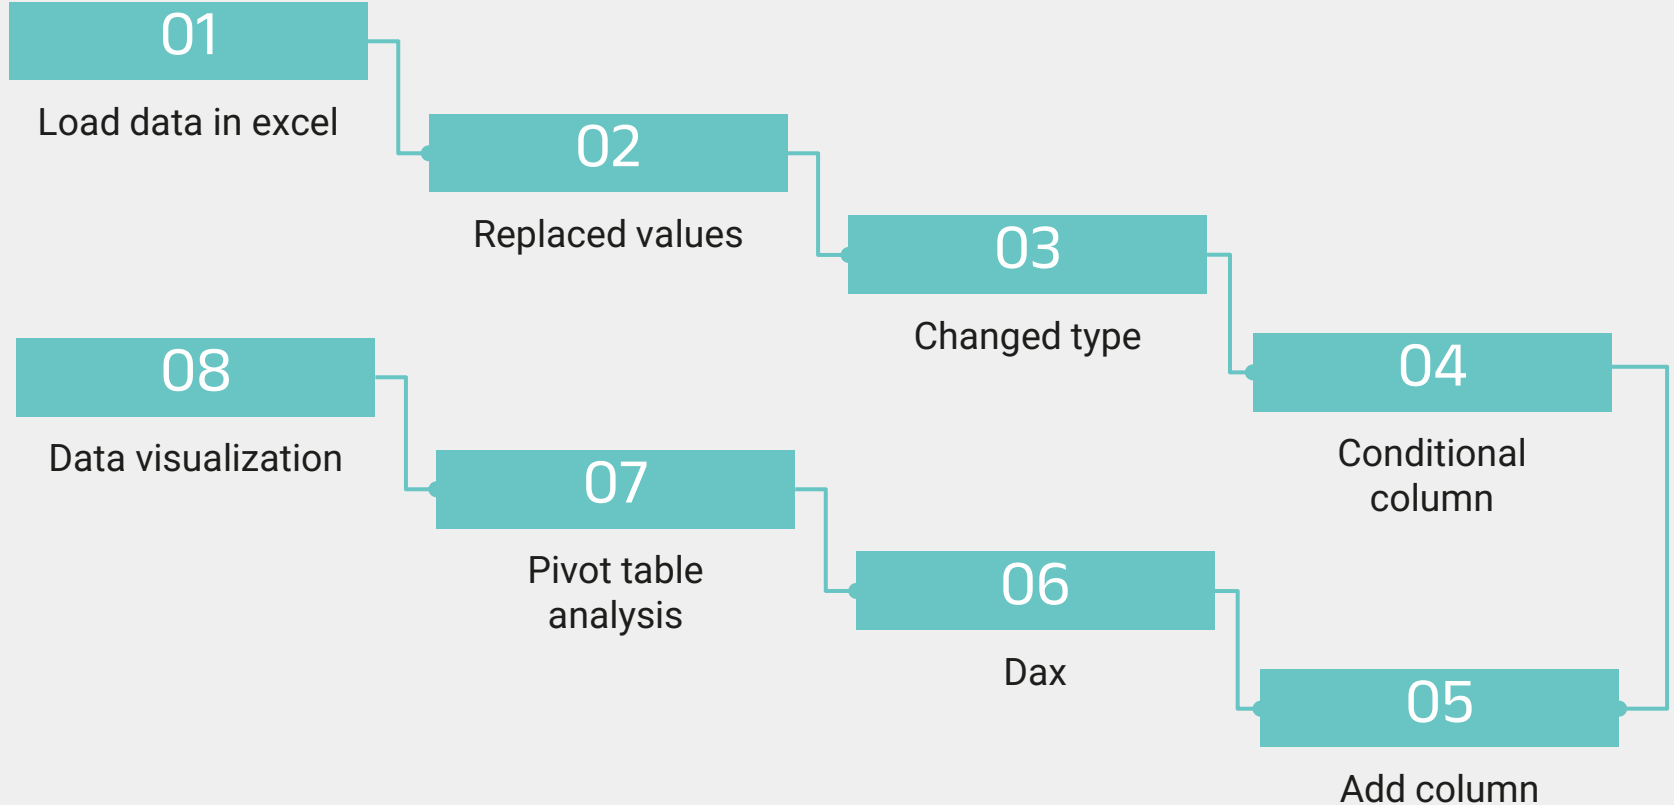 01
Load data in excel
02
Replaced values
03
Changed type
04
Conditional
column
08
Data visualization
07
Pivot table
analysis
06
Dax
05
Add column